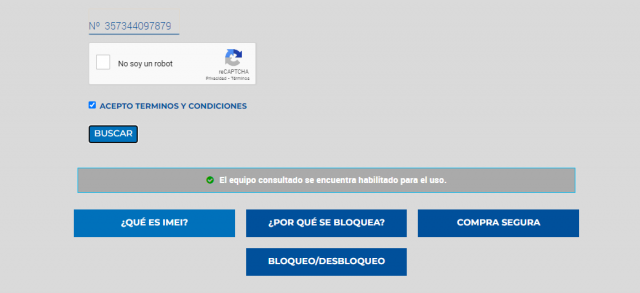 Nº 357344097879
No soy un robot
reCAPTCHA
Privacidad - Términos
ACEPTO TERMINOS Y CONDICIONES
BUSCAR
El equipo consultado se encuentra habilitado para el uso.
¿QUÉ ES IMEI?
¿POR QUÉ SE BLOQUEA?
COMPRA SEGURA
BLOQUEO/DESBLOQUEO